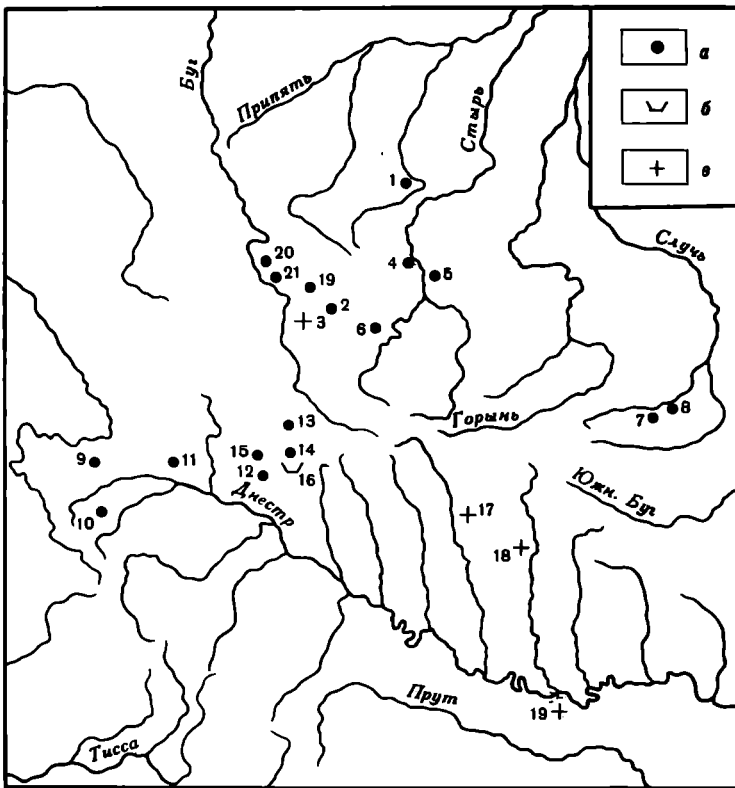 Буг
Припять
Стырь
а
б
в
Случь
1
20
21
19
4
5
2
3
6
Горынь
7
8
13
9
11
15
14
12
16
Днестр
10
17
18
Южн. Буг
Прут
19
Тисса